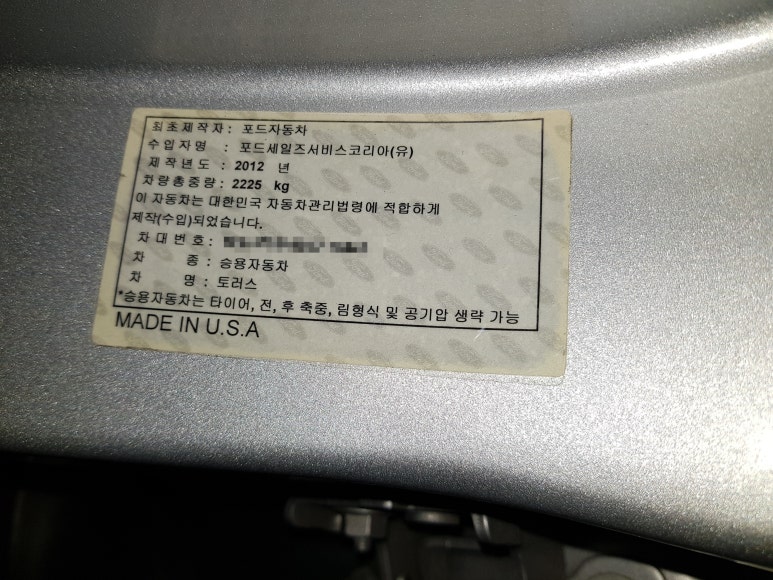 최초제작자 : 포드자동차
수입자명 : 포드세일즈서비스코리아(유)
제작년도 : 2012 년
차량총중량 : 2225 kg
이 자동차는 대한민국 자동차관리법령에 적합하게
제작(수입)되었습니다.
차대번호 :
차 종 : 승용자동차
차 명 : 토러스
*승용자동차는 타이어, 전, 후 축중, 림형식 및 공기압 생략 가능
MADE IN U.S.A